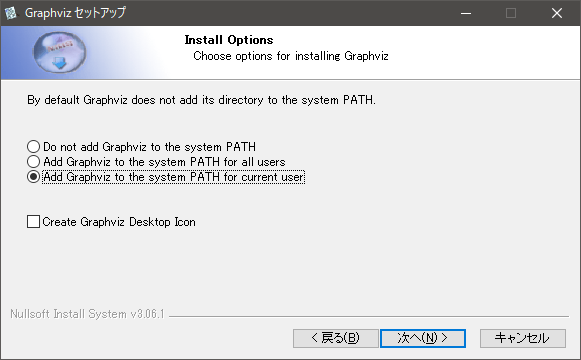 Graphviz セットアップ
Install Options
Choose options for installing Graphviz
By default Graphviz does not add its directory to the system PATH.
Do not add Graphviz to the system PATH
Add Graphviz to the system PATH for all users
Add Graphviz to the system PATH for current user
Create Graphviz Desktop Icon
Nullsoft Install System v3.06.1
< 戻る(B)
次へ(N) >
キャンセル